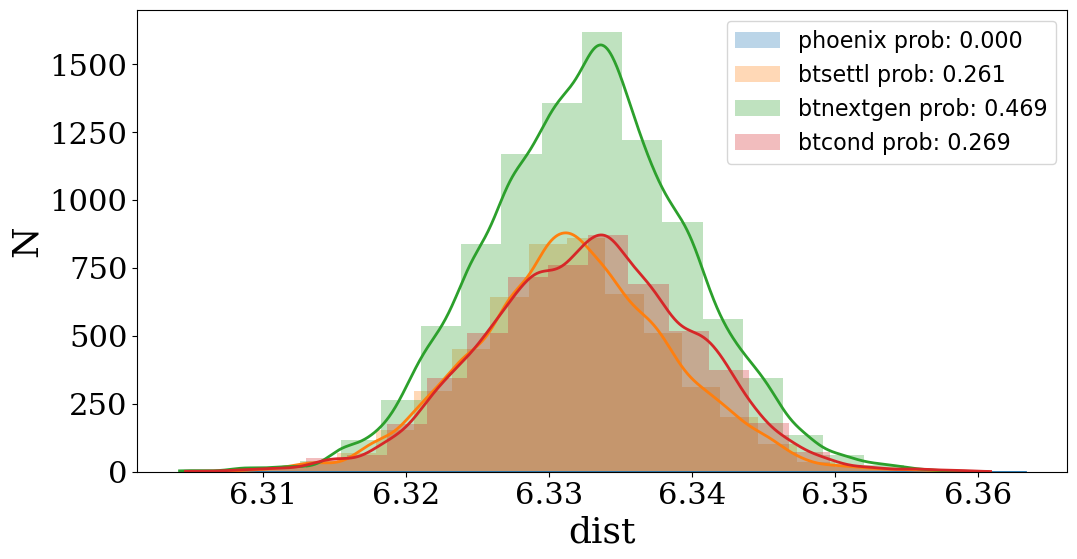 phoenix prob: 0.000
btsettl prob: 0.261
btnextgen prob: 0.469
btcond prob: 0.269
N
1500
1250
1000
750
500
250
0
6.31 6.32 6.33 6.34 6.35 6.36
dist